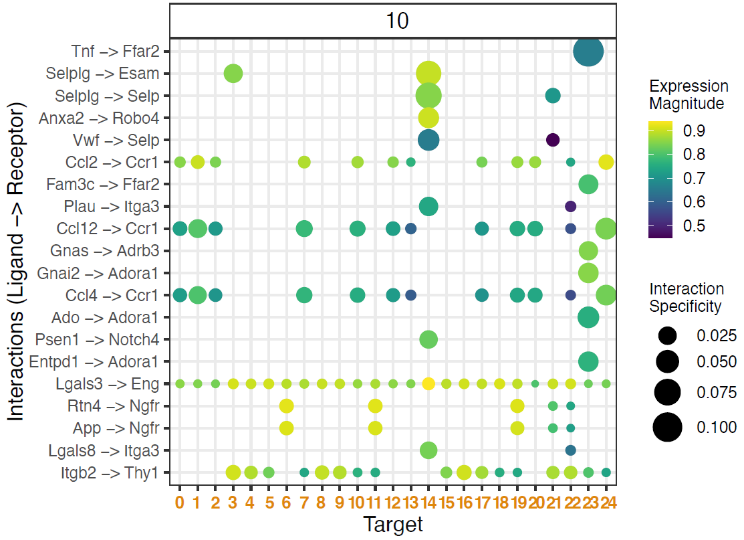 10
Tnf −> Ffar2
Selplg −> Esam
Selplg −> Selp
Anxa2 −> Robo4
Vwf −> Selp
Ccl2 −> Ccr1
Fam3c −> Ffar2
Plau −> Itga3
Ccl12 −> Ccr1
Gnas −> Adrb3
Gnai2 −> Adora1
Ccl4 −> Ccr1
Ado −> Adora1
Psen1 −> Notch4
Entpd1 −> Adora1
Lgals3 −> Eng
Rtn4 −> Ngfr
App −> Ngfr
Lgals8 −> Itga3
Itgb2 −> Thy1
Interactions (Ligand −> Receptor)
0 1 2 3 4 5 6 7 8 9 10 11 12 13 14 15 16 17 18 19 20 21 22 23 24
Target
Expression
Magnitude
0.9
0.8
0.7
0.6
0.5
Interaction
Specificity
0.025
0.050
0.075
0.100